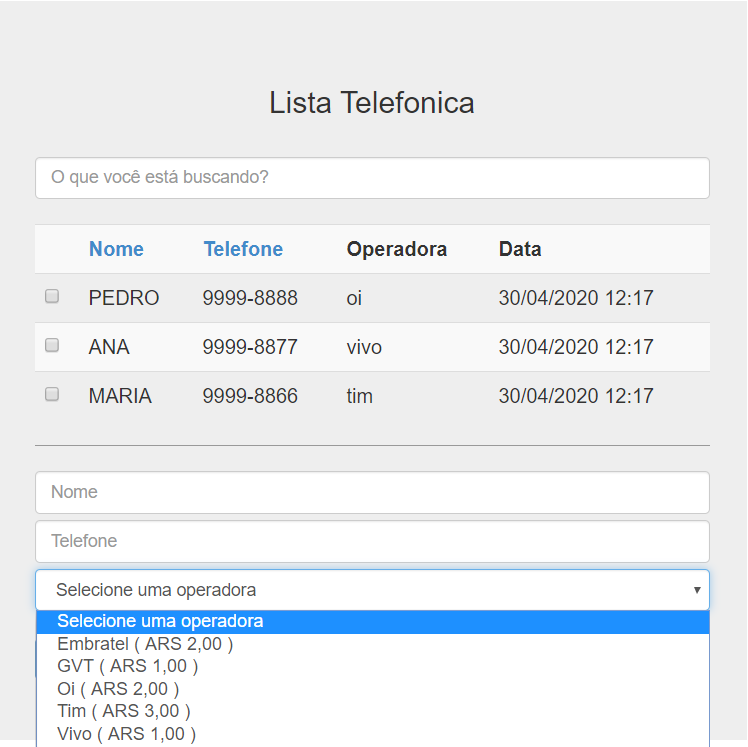 Lista Telefonica
O que você está buscando?
Nome Telefone Operadora Data
PEDRO 9999-8888 oi 30/04/2020 12:17
ANA 9999-8877 vivo 30/04/2020 12:17
MARIA 9999-8866 tim 30/04/2020 12:17
Nome
Telefone
Selecione uma operadora
Selecione uma operadora
Embratel ( ARS 2,00 )
GVT ( ARS 1,00 )
Oi ( ARS 2,00 )
Tim ( ARS 3,00 )
Vivo ( ARS 1,00 )